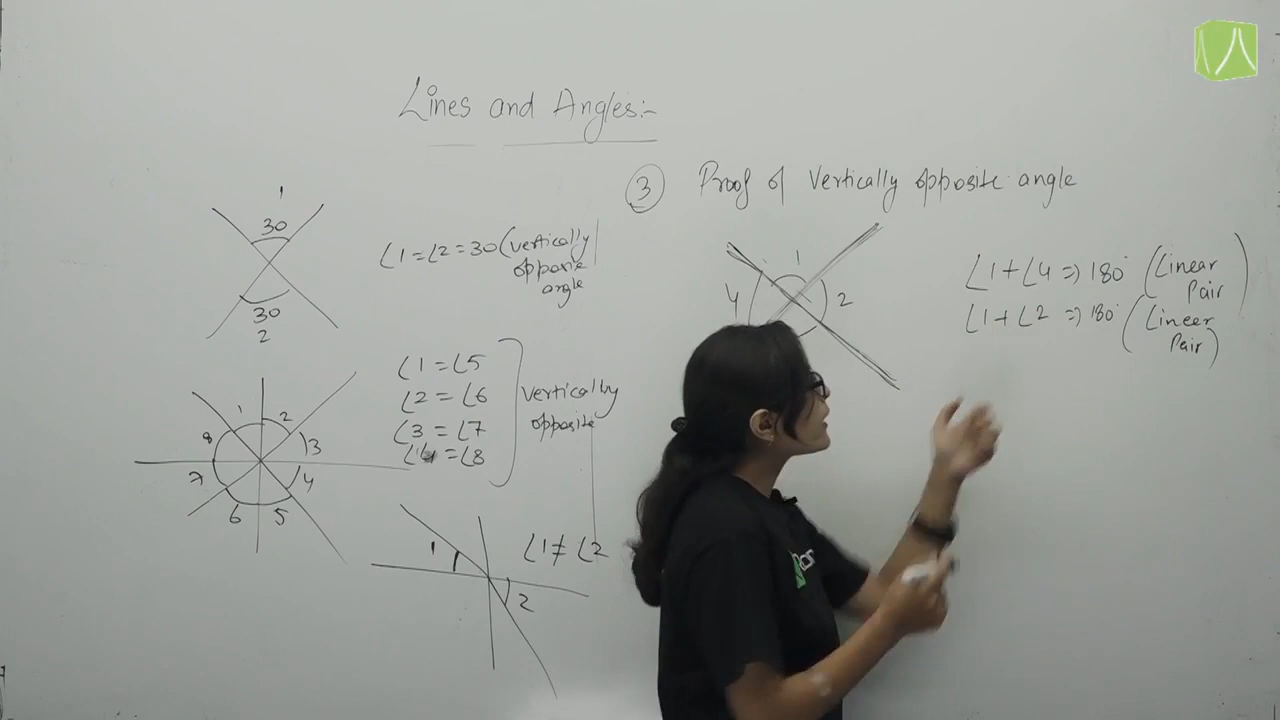 Lines and Angles:-
③ Proof of Vertically opposite angle
1
30
30
2
∠1=∠2=30 (vertically
opposite
angle
1
2
4
∠1+∠4 => 180° (Linear
Pair)
∠1+∠2 => 180° (Lineer
Pair)
∠1 = ∠5
∠2 = ∠6
∠3 = ∠7
∠4 = ∠8
vertically
opposite
1
2
3
4
5
6
7
8
1
2
∠1 ≠ ∠2